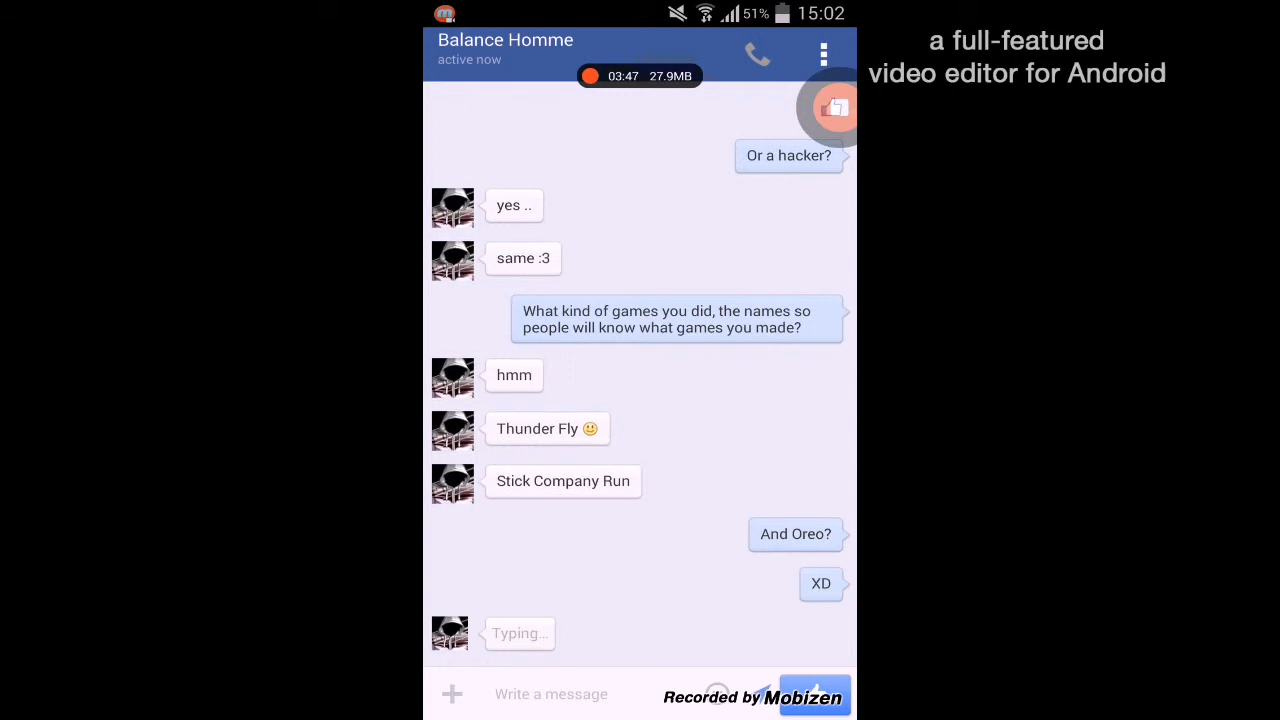 51% 15:02
a full-featured
video editor for Android
Balance Homme
active now
03:47 27.9MB
Or a hacker?
yes ..
same :3
What kind of games you did, the names so
people will know what games you made?
hmm
Thunder Fly 😃
Stick Company Run
And Oreo?
XD
Typing...
Write a message
Recorded by Mobizen